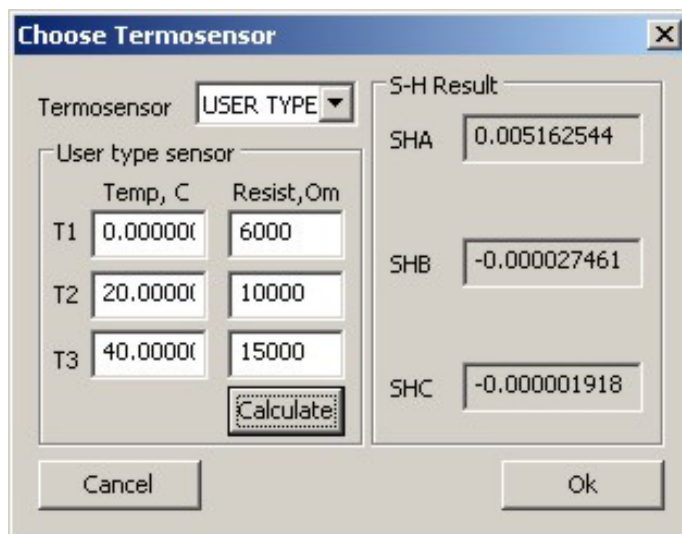 Choose Termosensor
Termosensor USER TYPE
User type sensor
Temp, C Resist,Om
T1 0.000000 6000
T2 20.00000 10000
T3 40.00000 15000
Calculate
S-H Result
SHA 0.005162544
SHB -0.000027461
SHC -0.000001918
Cancel Ok